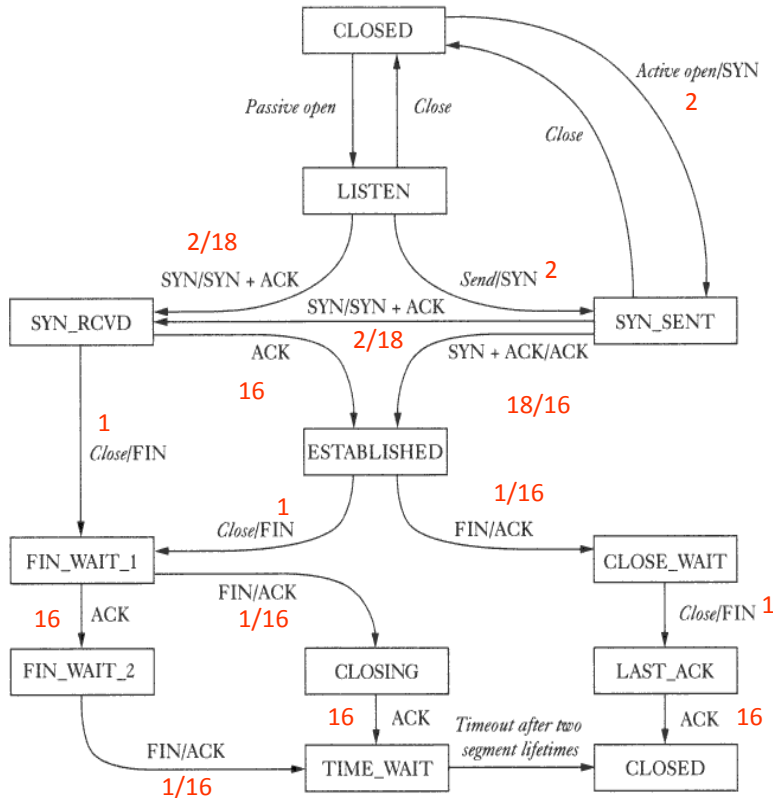 CLOSED
Active open/SYN
2
Passive open
Close
Close
LISTEN
2/18
SYN/SYN + ACK
Send/SYN 2
SYN/SYN + ACK
SYN_RCVD
SYN_SENT
2/18
ACK
SYN + ACK/ACK
16
18/16
1
Close/FIN
ESTABLISHED
1
1/16
Close/FIN
FIN/ACK
FIN_WAIT_1
CLOSE_WAIT
FIN/ACK
1/16
16 ACK
Close/FIN 1
FIN_WAIT_2
CLOSING
LAST_ACK
16 ACK
Timeout after two
segment lifetimes
ACK 16
FIN/ACK
1/16
TIME_WAIT
CLOSED